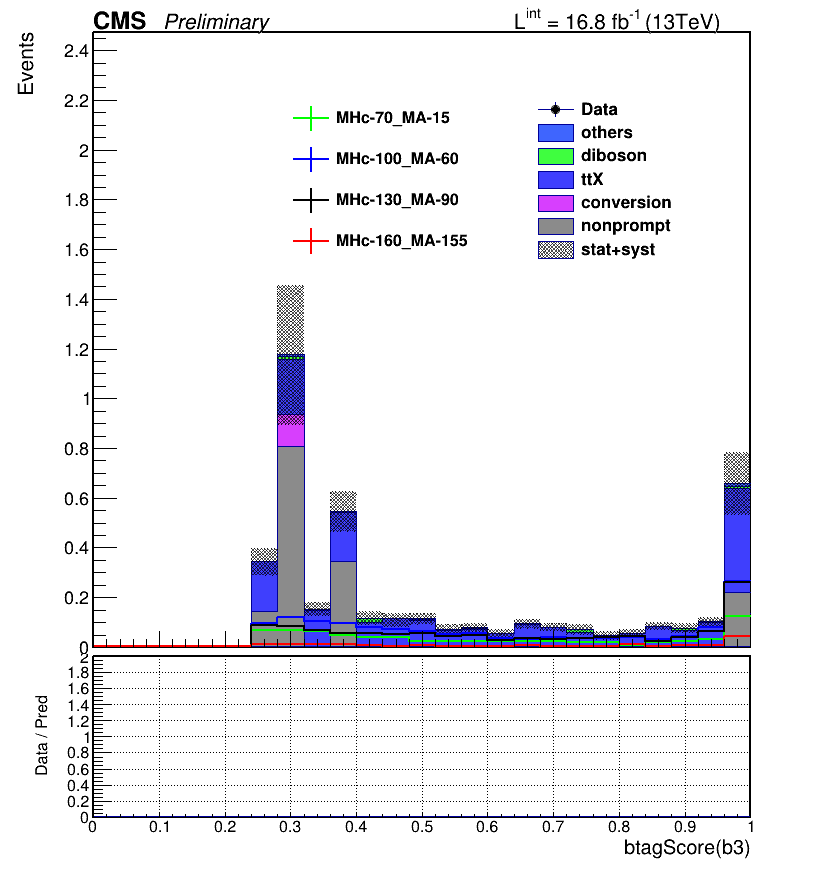 CMS Preliminary L^int = 16.8 fb^-1 (13TeV)
Events
2.4
2.2
2
1.8
1.6
1.4
1.2
1
0.8
0.6
0.4
0.2
0
MHc-70_MA-15
MHc-100_MA-60
MHc-130_MA-90
MHc-160_MA-155
Data
others
diboson
ttX
conversion
nonprompt
stat+syst
Data / Pred
2
1.8
1.6
1.4
1.2
1
0.8
0.6
0.4
0.2
0
0 0.1 0.2 0.3 0.4 0.5 0.6 0.7 0.8 0.9 1
btagScore(b3)